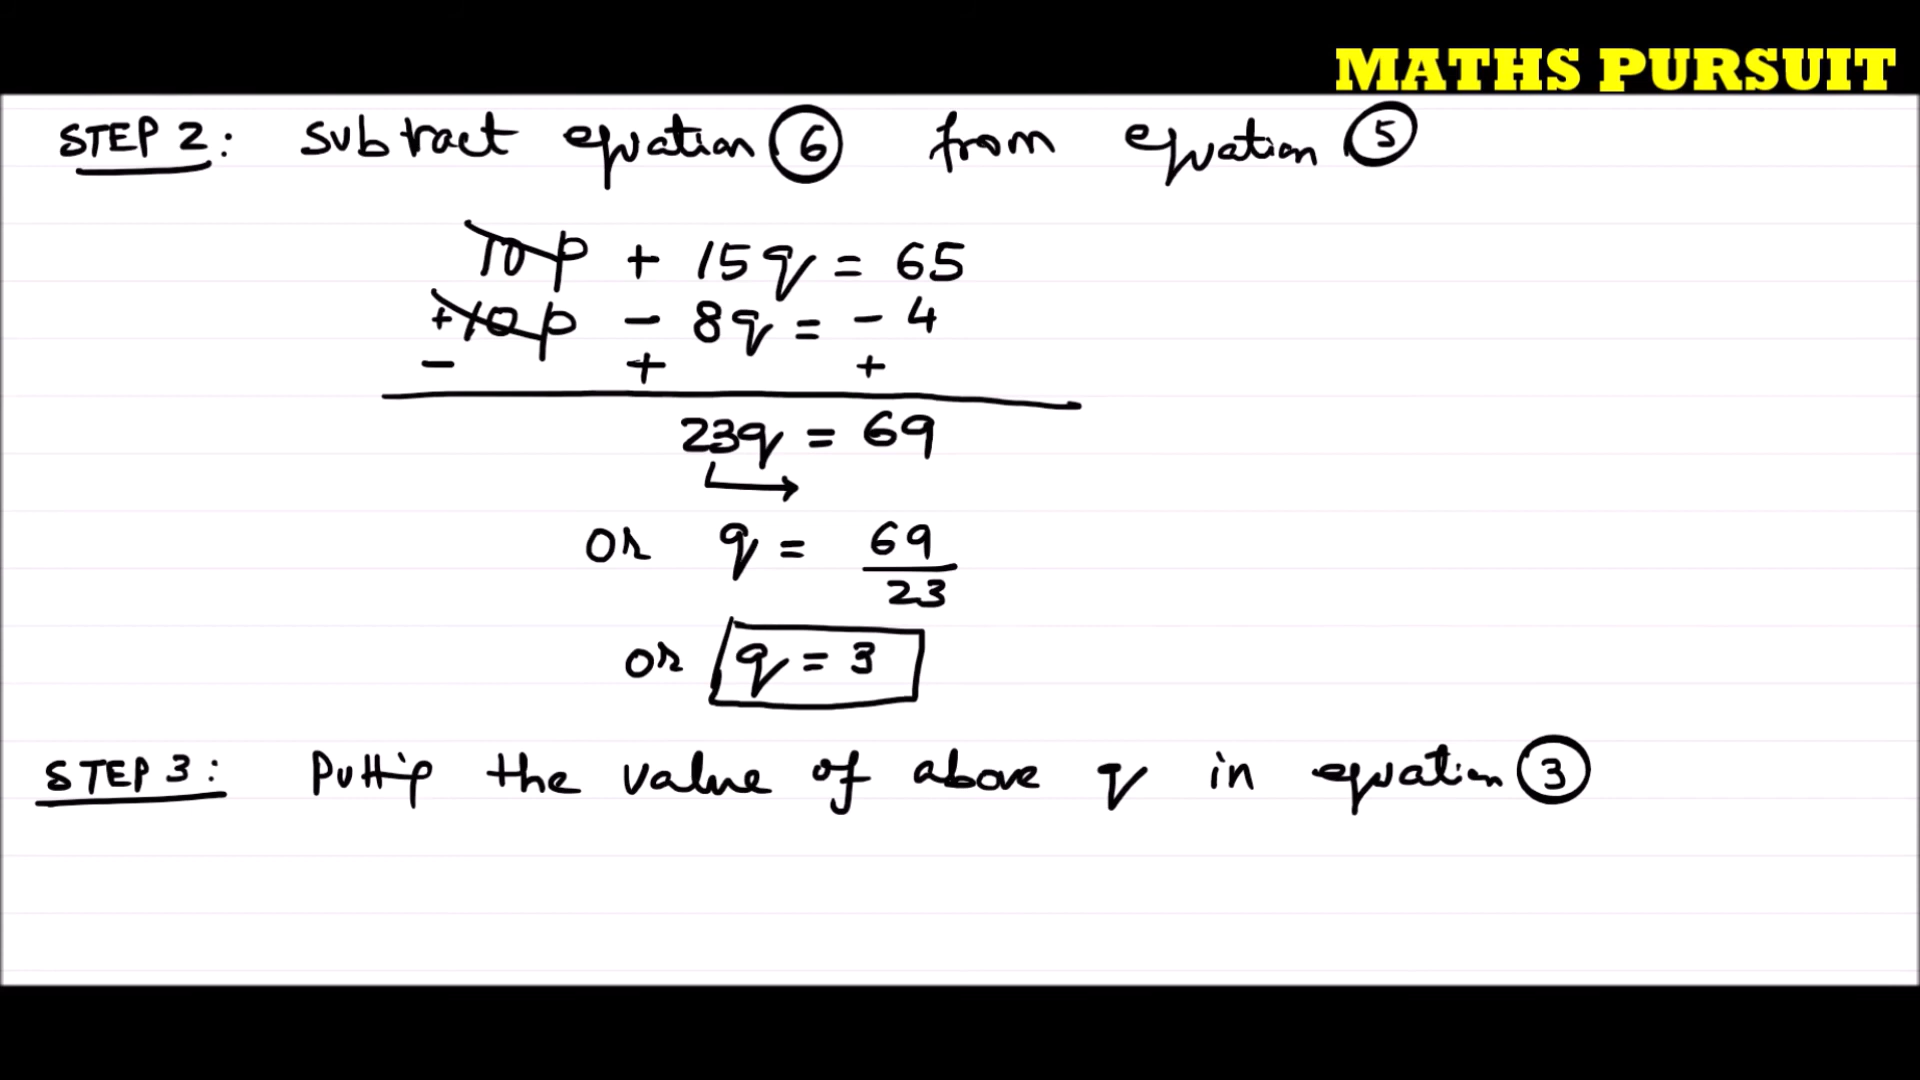 MATHS PURSUIT
STEP 2: subtract equation 6 from equation 5
10p + 15q = 65
+10p - 8q = - 4
- + +
23q = 69
or q = 69/23
or q = 3
STEP 3: Putting the value of above q in equation 3